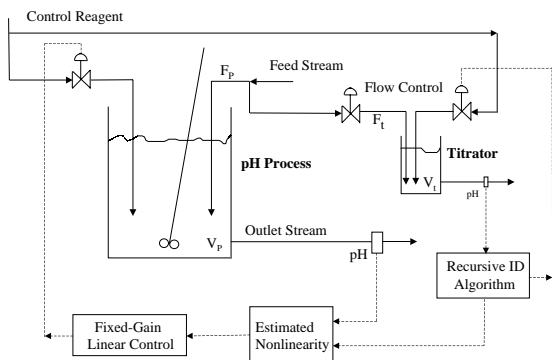 Control Reagent
Feed Stream
F_P
Flow Control
F_t
Titrator
pH Process
V_t
pH
V_P
Outlet Stream
pH
Recursive ID
Algorithm
Fixed-Gain
Linear Control
Estimated
Nonlinearity